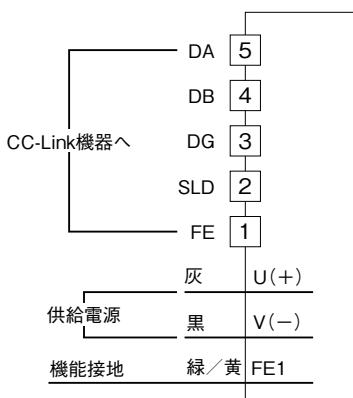 DA 5
DB 4
CC-Link機器へ
DG 3
SLD 2
FE 1
灰 U(+)
供給電源
黒 V(−)
機能接地 緑／黄 FE1